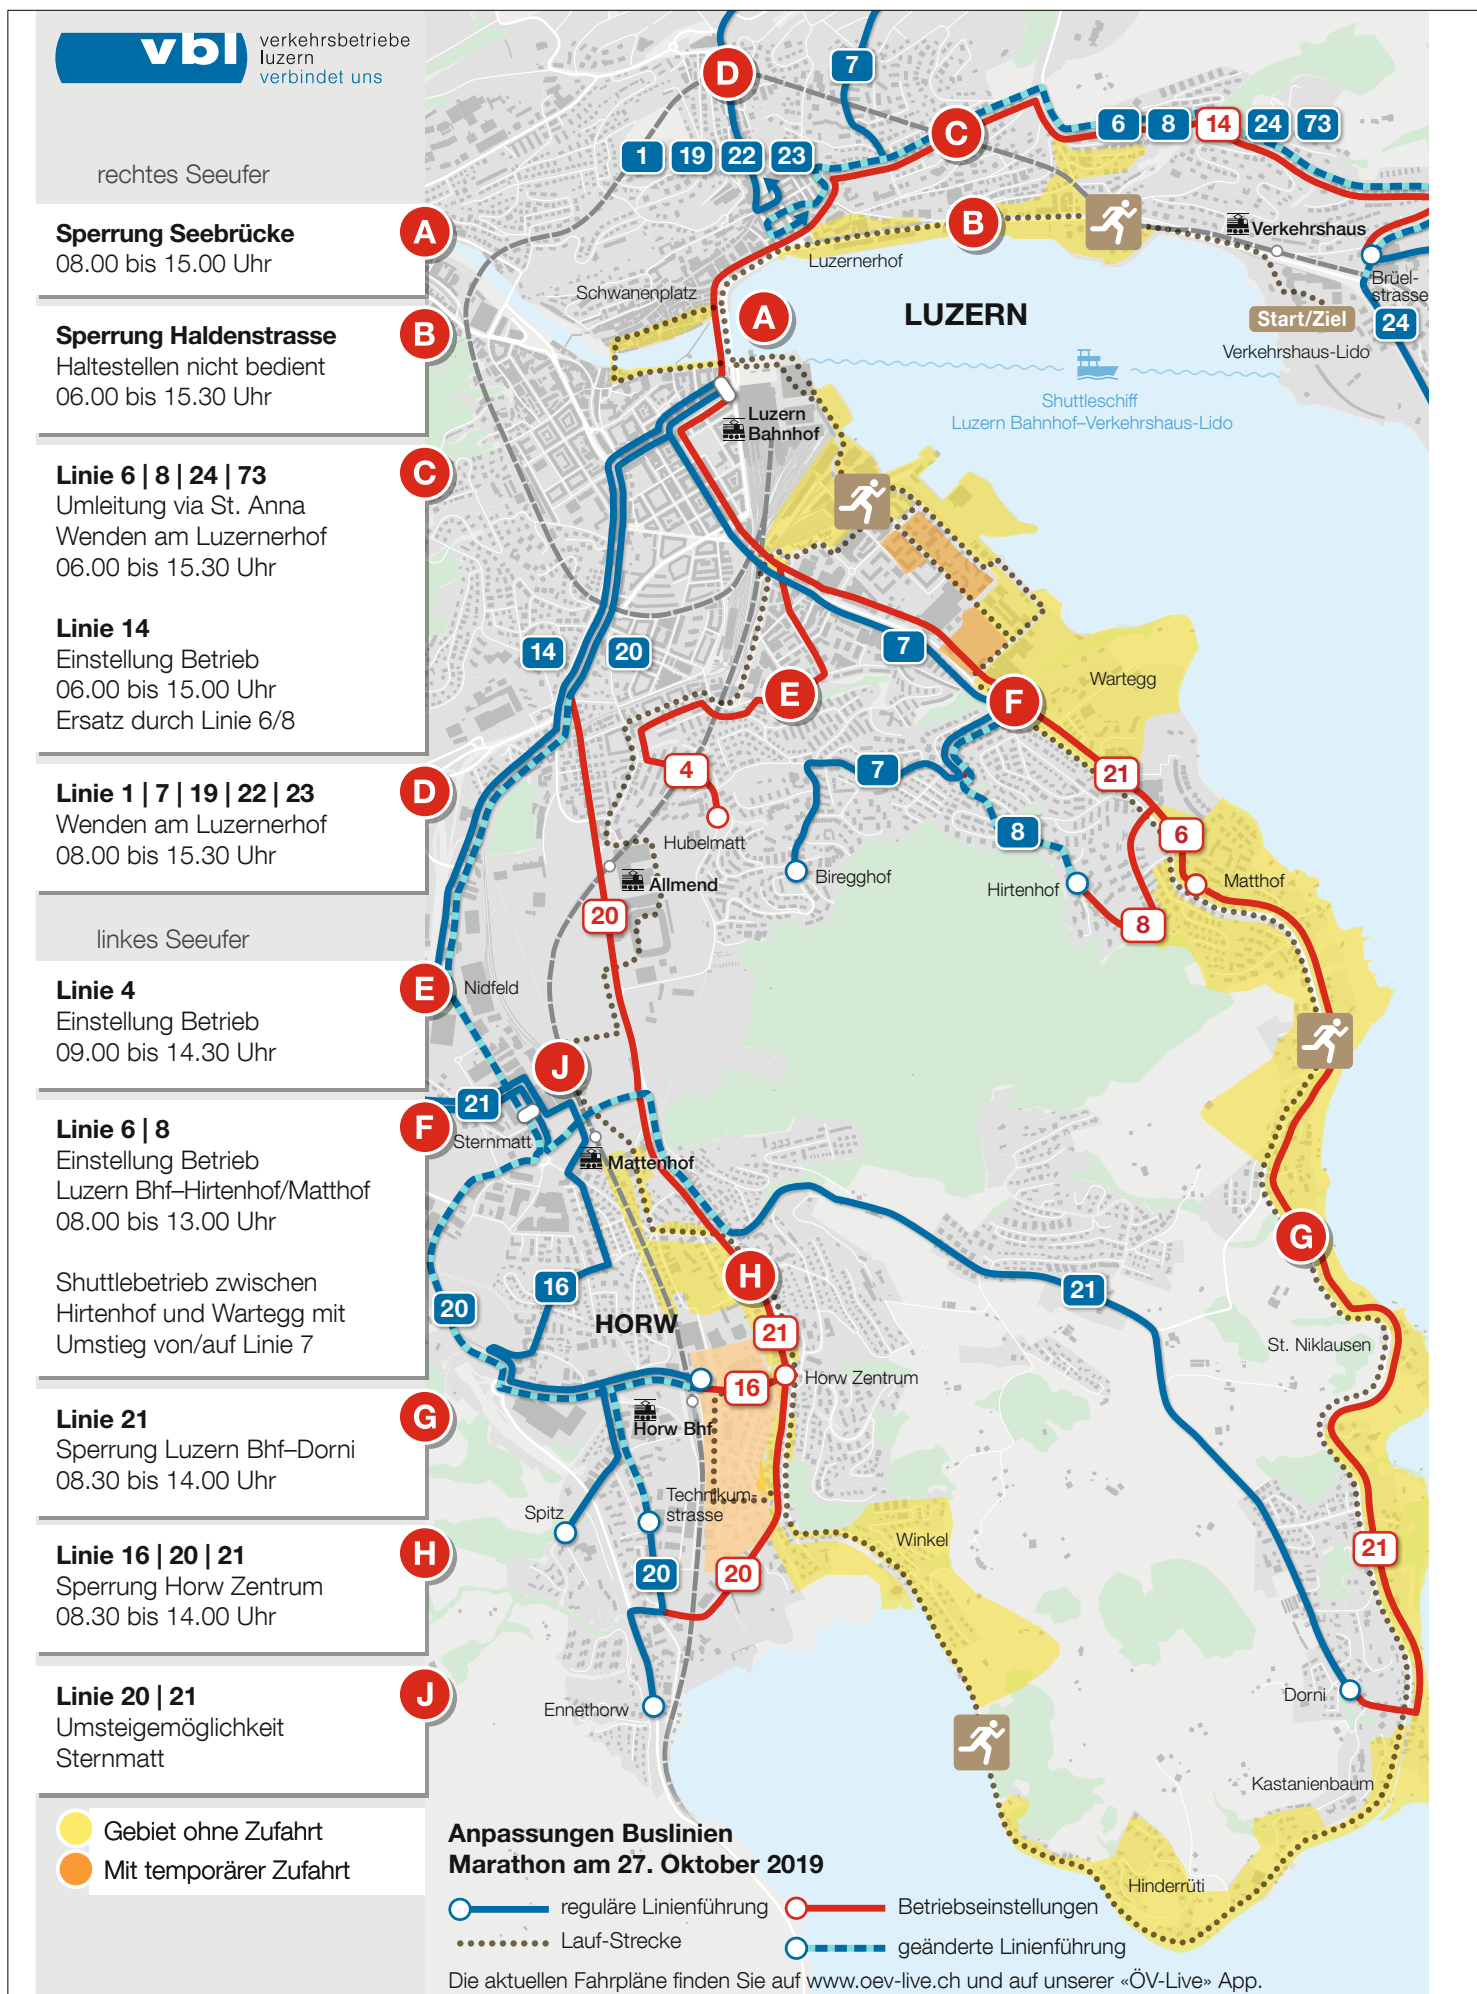 vbl
verkehrsbetriebe
luzern
verbindet uns
rechtes Seeufer
Sperrung Seebrücke
08.00 bis 15.00 Uhr
A
Sperrung Haldenstrasse
Haltestellen nicht bedient
06.00 bis 15.30 Uhr
B
Linie 6 | 8 | 24 | 73
Umleitung via St. Anna
Wenden am Luzernerhof
06.00 bis 15.30 Uhr
Linie 14
Einstellung Betrieb
06.00 bis 15.00 Uhr
Ersatz durch Linie 6/8
C
Linie 1 | 7 | 19 | 22 | 23
Wenden am Luzernerhof
08.00 bis 15.30 Uhr
D
linkes Seeufer
Linie 4
Einstellung Betrieb
09.00 bis 14.30 Uhr
E
Linie 6 | 8
Einstellung Betrieb
Luzern Bhf–Hirtenhof/Matthof
08.00 bis 13.00 Uhr
Shuttlebetrieb zwischen
Hirtenhof und Wartegg mit
Umstieg von/auf Linie 7
F
Linie 21
Sperrung Luzern Bhf–Dorni
08.30 bis 14.00 Uhr
G
Linie 16 | 20 | 21
Sperrung Horw Zentrum
08.30 bis 14.00 Uhr
H
Linie 20 | 21
Umsteigemöglichkeit
Sternmatt
J
Gebiet ohne Zufahrt
Mit temporärer Zufahrt
D
7
C
6 8 14 24 73
1 19 22 23
B
Verkehrshaus
Luzernerhof
Brüel-
strasse
Schwanenplatz
A
LUZERN
Start/Ziel
24
Verkehrshaus-Lido
Shuttleschiff
Luzern Bahnhof–Verkehrshaus-Lido
Luzern
Bahnhof
14
20
7
Wartegg
E
F
4
7
21
Hubelmatt
8
6
Allmend
Biregghof
Hirtenhof
Matthof
20
8
Nidfeld
J
21
Sternmatt
Mattenhof
G
H
16
21
20
HORW
21
St. Niklausen
16
Horw Zentrum
Horw Bhf
Technikum-
strasse
Spitz
Winkel
21
20
20
Dorni
Ennethorw
Kastanienbaum
Hinderrüti
Anpassungen Buslinien
Marathon am 27. Oktober 2019
reguläre Linienführung
Betriebseinstellungen
Lauf-Strecke
geänderte Linienführung
Die aktuellen Fahrpläne finden Sie auf www.oev-live.ch und auf unserer «ÖV-Live» App.